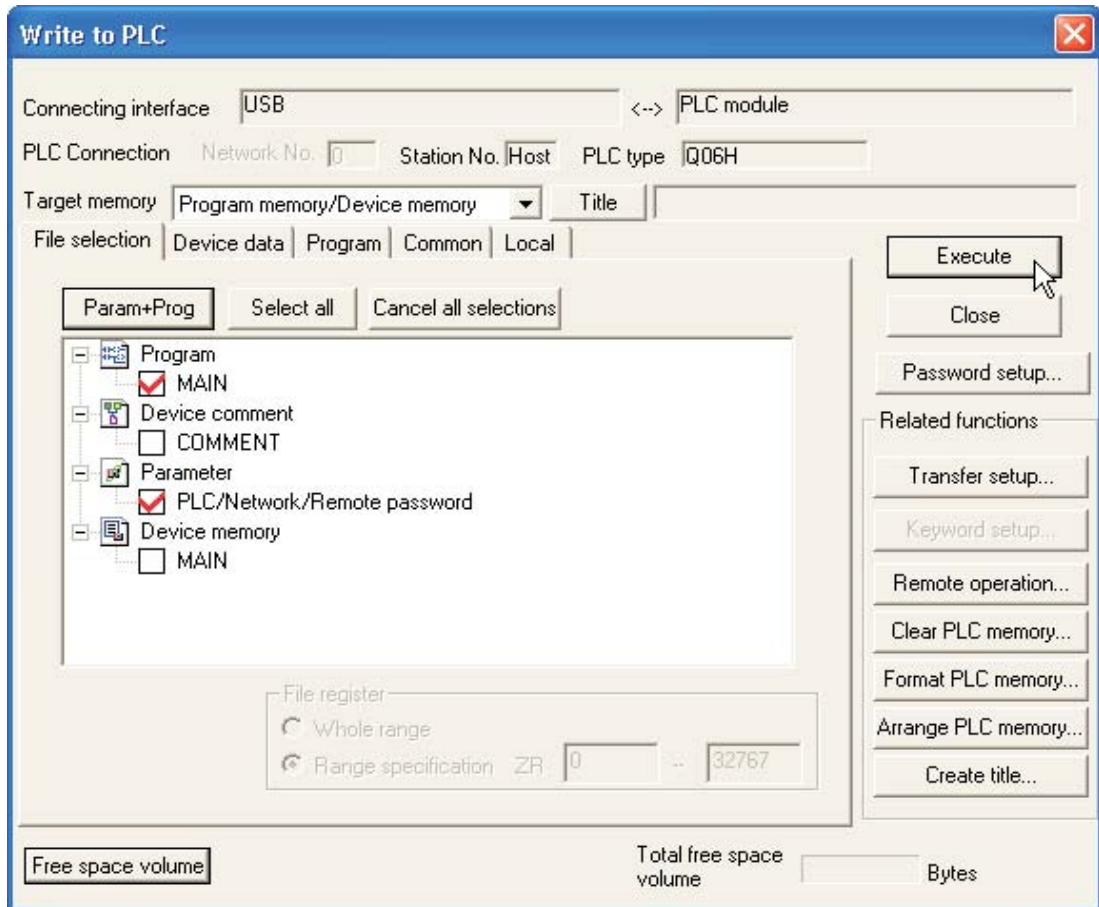 Write to PLC
Connecting interface USB <--> PLC module
PLC Connection Network No. 0 Station No. Host PLC type Q06H
Target memory Program memory/Device memory Title
File selection Device data Program Common Local
Execute
Param+Prog Select all Cancel all selections
Close
Program
MAIN
Password setup...
Device comment
COMMENT
Related functions
Parameter
PLC/Network/Remote password
Transfer setup...
Device memory
MAIN
Keyword setup...
Remote operation...
Clear PLC memory...
Format PLC memory...
Arrange PLC memory...
Create title...
File register
Whole range
Range specification ZR 0 .. 32767
Free space volume
Total free space
volume Bytes